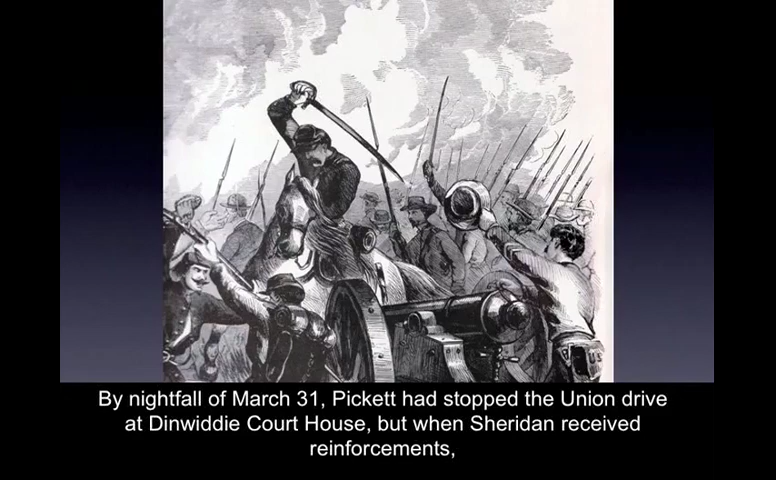 U S
By nightfall of March 31, Pickett had stopped the Union drive
at Dinwiddie Court House, but when Sheridan received
reinforcements,